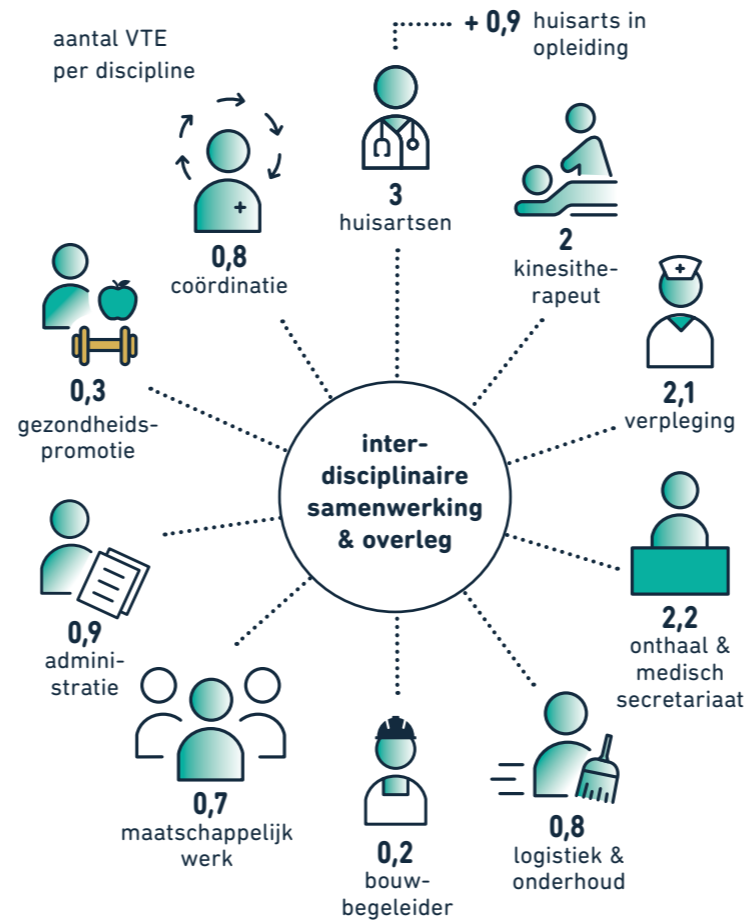 aantal VTE
per discipline
+ 0,9 huisarts in
opleiding
3
huisartsen
2
kinesithe-
rapeut
2,1
verpleging
2,2
onthaal &
medisch
secretariaat
0,8
logistiek &
onderhoud
0,2
bouw-
begeleider
0,7
maatschappelijk
werk
0,9
admini-
stratie
0,3
gezondheids-
promotie
0,8
coördinatie
inter-
disciplinaire
samenwerking
& overleg